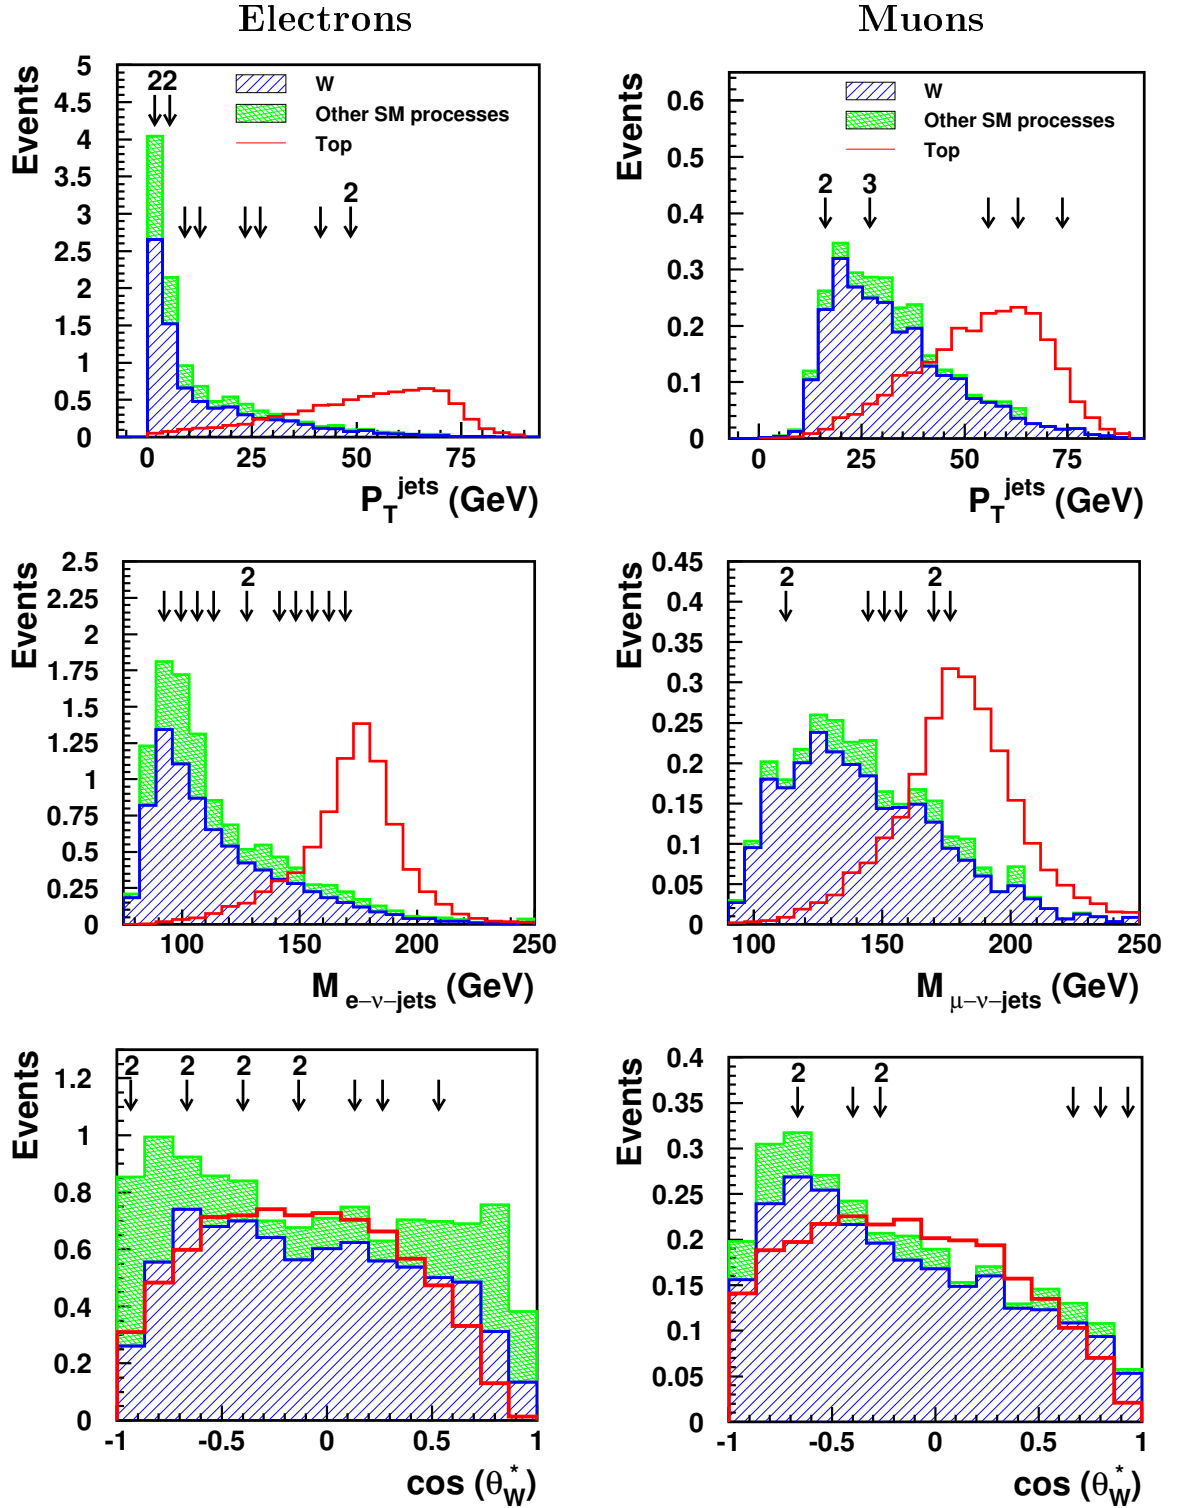 Electrons
Muons
Events
5
4.5
4
3.5
3
2.5
2
1.5
1
0.5
0
22
2
W
Other SM processes
Top
0 25 50 75
P_T^jets (GeV)
Events
0.6
0.5
0.4
0.3
0.2
0.1
0
2 3
W
Other SM processes
Top
0 25 50 75
P_T^jets (GeV)
Events
2.5
2.25
2
1.75
1.5
1.25
1
0.75
0.5
0.25
0
2
100 150 200 250
M e−ν−jets (GeV)
Events
0.45
0.4
0.35
0.3
0.25
0.2
0.15
0.1
0.05
0
2 2
100 150 200 250
M μ−ν−jets (GeV)
Events
1.2
1
0.8
0.6
0.4
0.2
0
2 2 2 2
-1 -0.5 0 0.5 1
cos (θ_W^*)
Events
0.4
0.35
0.3
0.25
0.2
0.15
0.1
0.05
0
2 2
-1 -0.5 0 0.5 1
cos (θ_W^*)